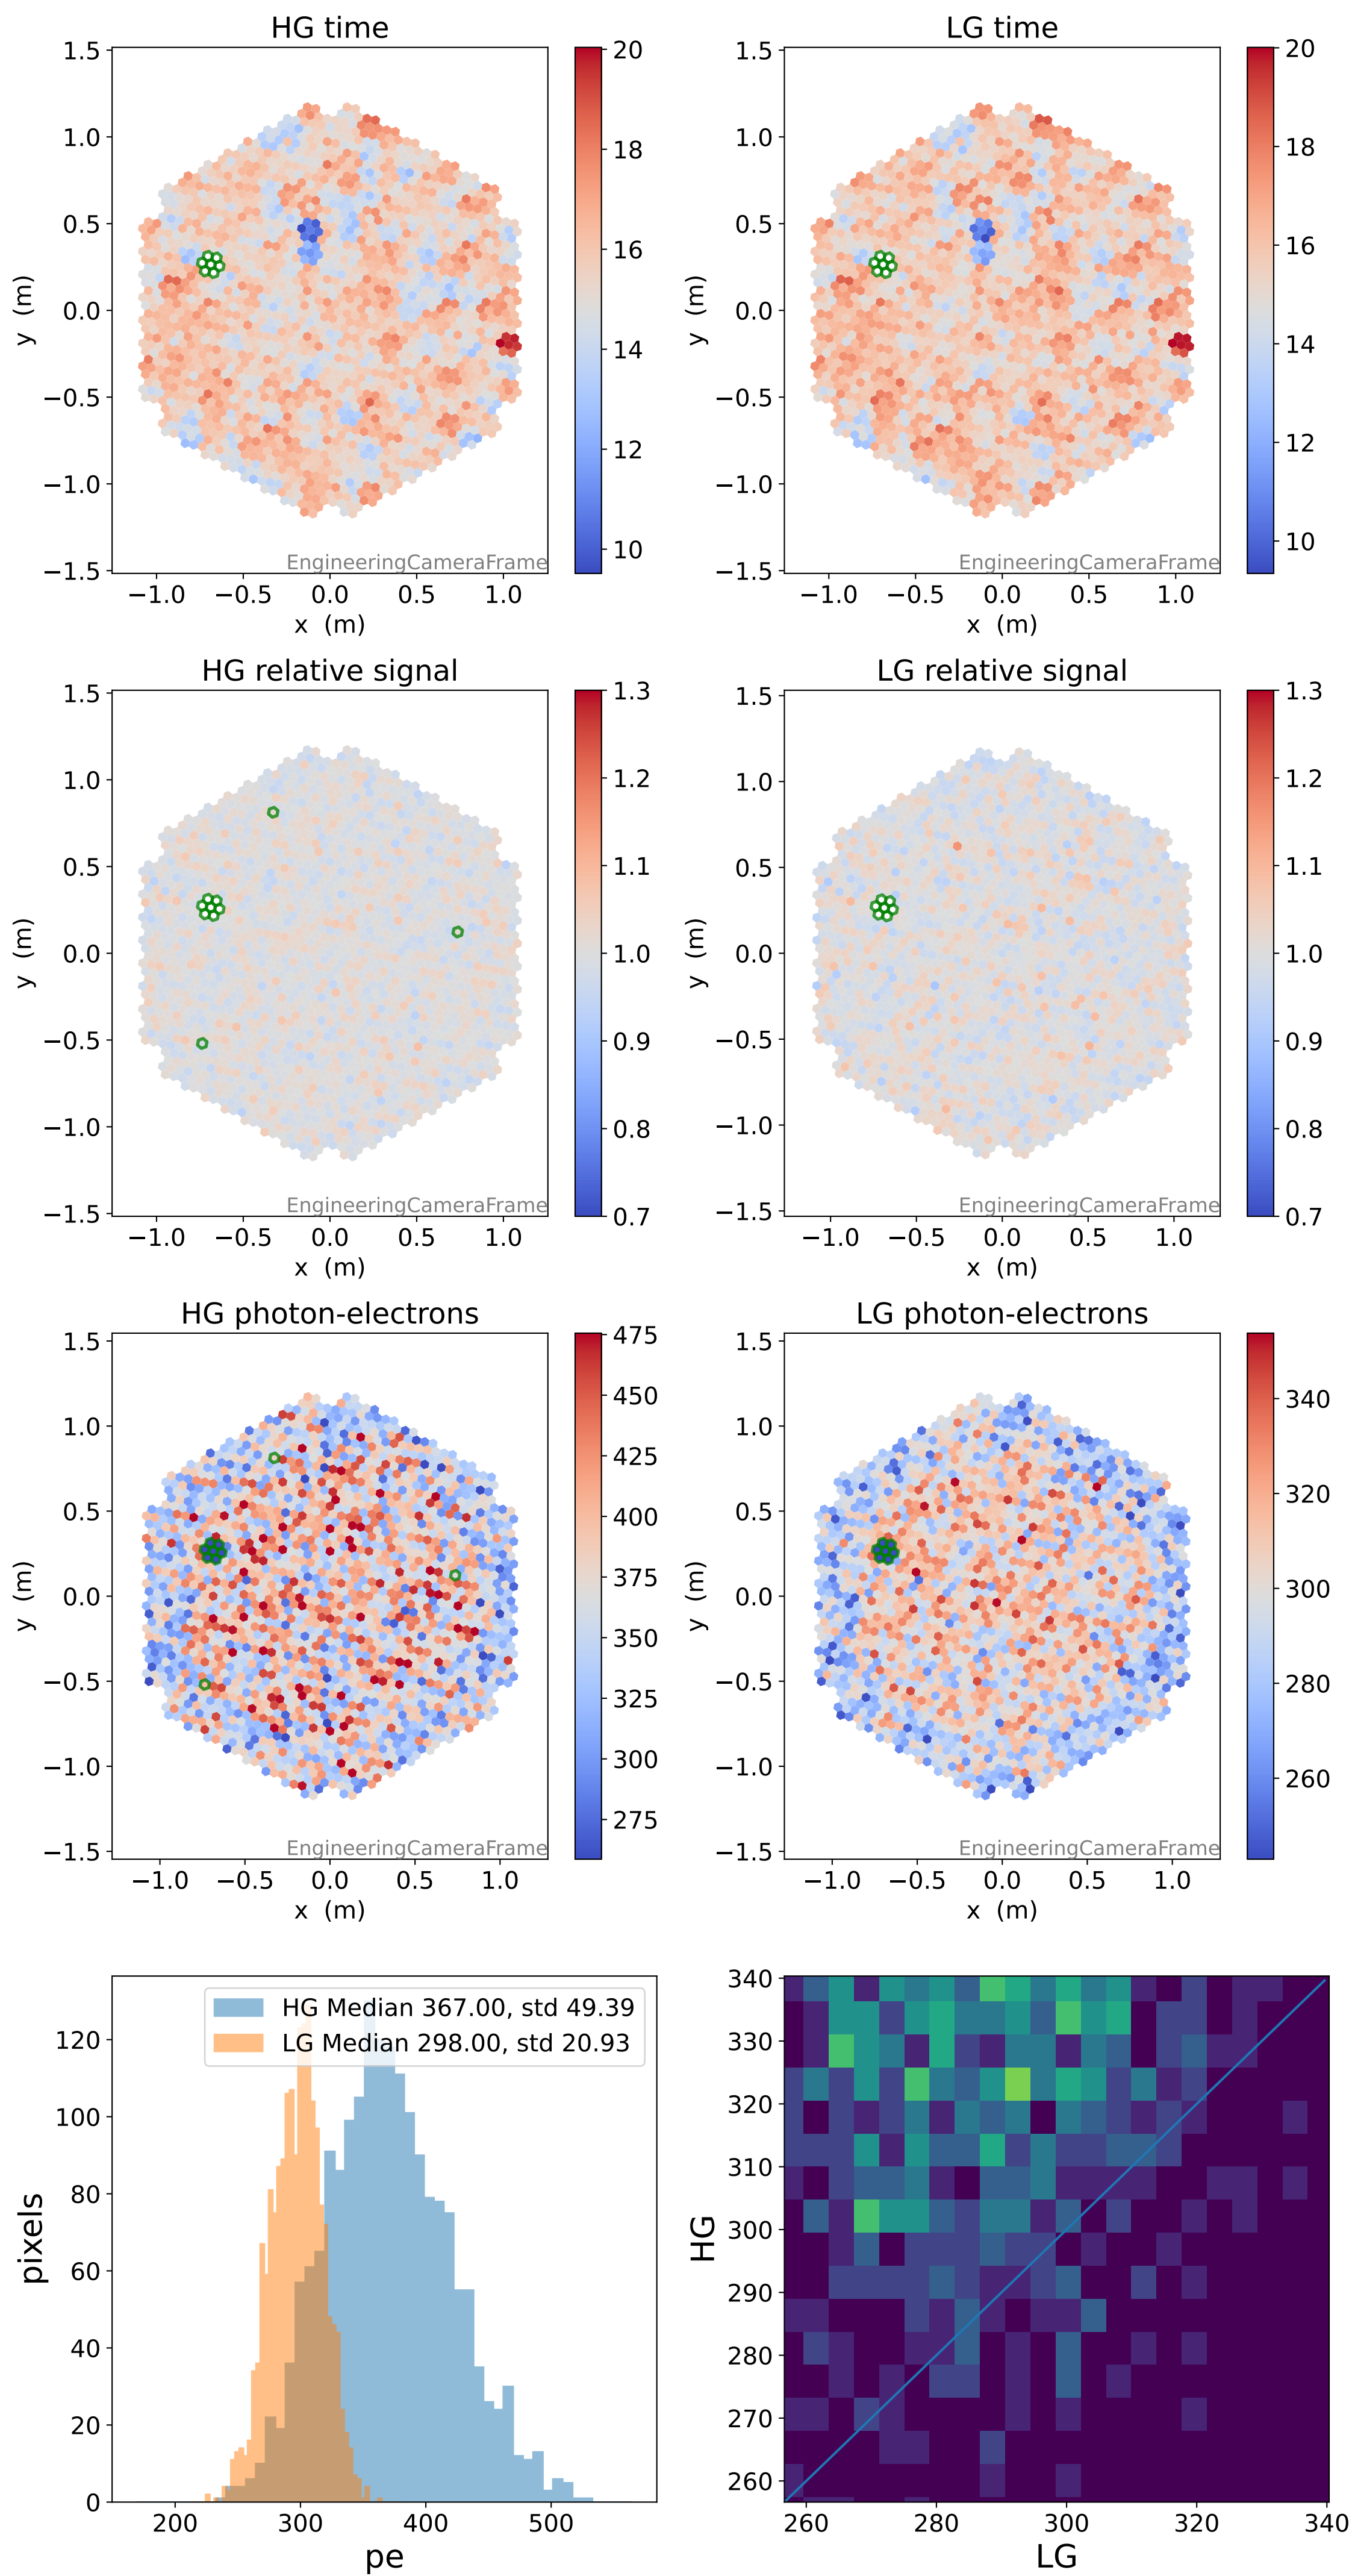 HG time
LG time
1.5
1.0
0.5
0.0
−0.5
−1.0
−1.5
y (m)
−1.0 −0.5 0.0 0.5 1.0
x (m)
EngineeringCameraFrame
20
18
16
14
12
10
1.5
1.0
0.5
0.0
−0.5
−1.0
−1.5
y (m)
−1.0 −0.5 0.0 0.5 1.0
x (m)
EngineeringCameraFrame
20
18
16
14
12
10
HG relative signal
LG relative signal
1.5
1.0
0.5
0.0
−0.5
−1.0
−1.5
y (m)
−1.0 −0.5 0.0 0.5 1.0
x (m)
EngineeringCameraFrame
1.3
1.2
1.1
1.0
0.9
0.8
0.7
1.5
1.0
0.5
0.0
−0.5
−1.0
−1.5
y (m)
−1.0 −0.5 0.0 0.5 1.0
x (m)
EngineeringCameraFrame
1.3
1.2
1.1
1.0
0.9
0.8
0.7
HG photon-electrons
LG photon-electrons
1.5
1.0
0.5
0.0
−0.5
−1.0
−1.5
y (m)
−1.0 −0.5 0.0 0.5 1.0
x (m)
EngineeringCameraFrame
475
450
425
400
375
350
325
300
275
1.5
1.0
0.5
0.0
−0.5
−1.0
−1.5
y (m)
−1.0 −0.5 0.0 0.5 1.0
x (m)
EngineeringCameraFrame
340
320
300
280
260
HG Median 367.00, std 49.39
LG Median 298.00, std 20.93
120
100
80
60
40
20
0
pixels
200 300 400 500
pe
340
330
320
310
300
290
280
270
260
HG
260 280 300 320 340
LG